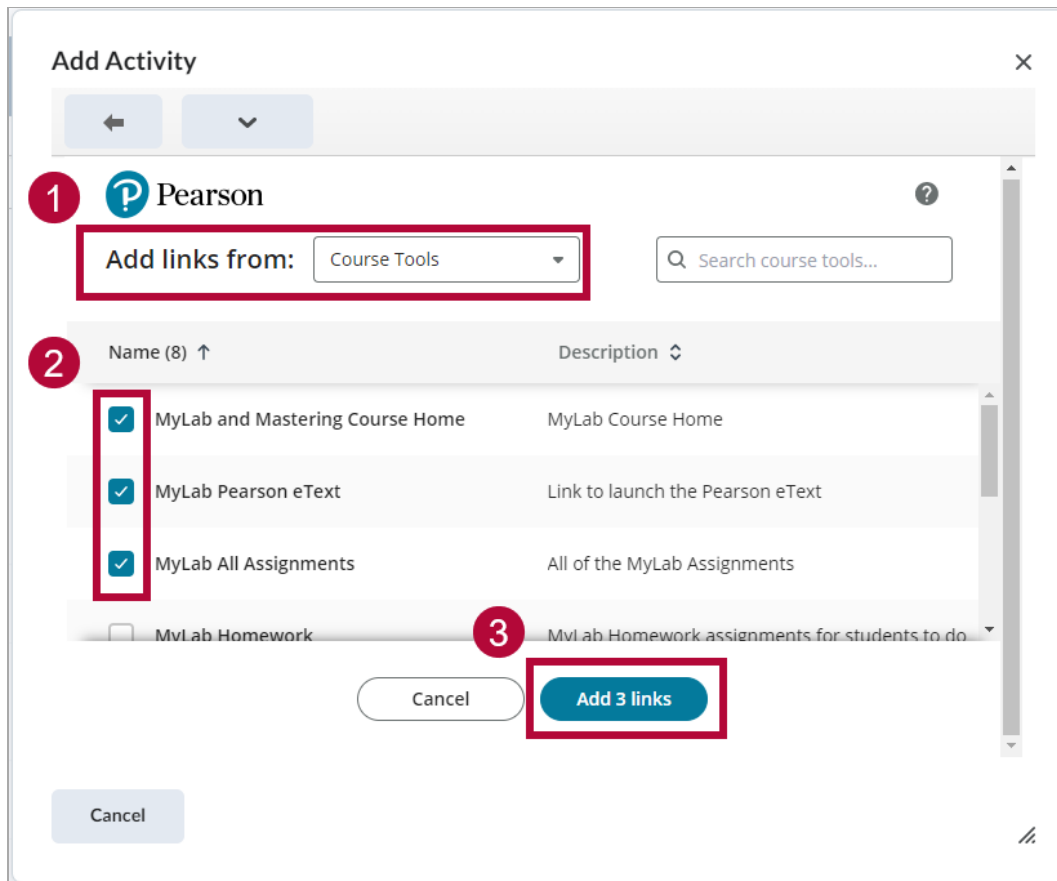 Add Activity
1
Pearson
Add links from: Course Tools Search course tools...
2
Name (8) Description
MyLab and Mastering Course Home MyLab Course Home
MyLab Pearson eText Link to launch the Pearson eText
MyLab All Assignments All of the MyLab Assignments
MyLab Homework MyLab Homework assignments for students to do
3
Cancel Add 3 links
Cancel